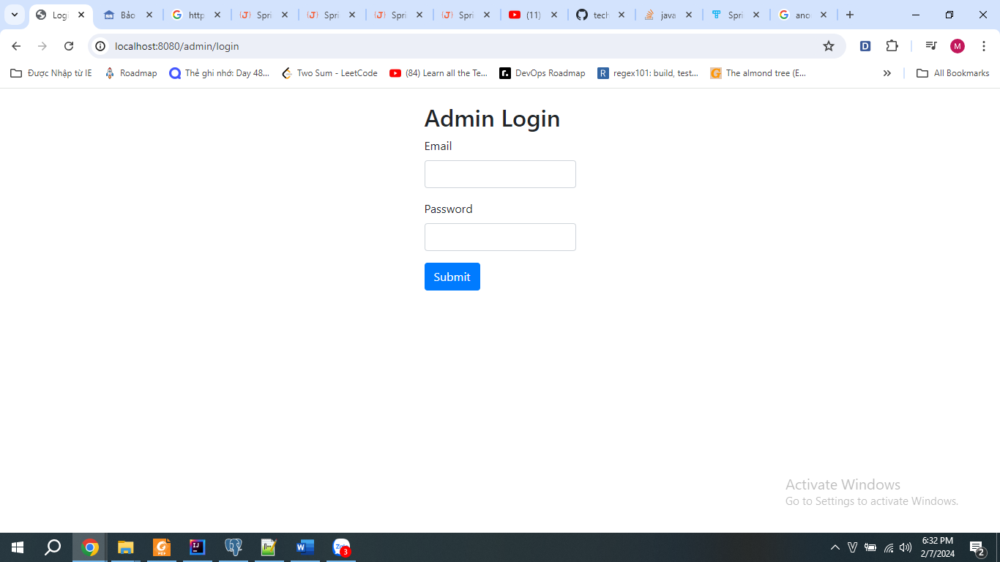 Logi
Bảo
http
Spri
Spri
Spri
Spri
(11)
tech
java
Spri
ano
localhost:8080/admin/login
D
M
Được Nhập từ IE
Roadmap
Thẻ ghi nhớ: Day 48...
Two Sum - LeetCode
(84) Learn all the Te...
DevOps Roadmap
regex101: build, test...
The almond tree (E...
All Bookmarks
Admin Login
Email
Password
Submit
Activate Windows
Go to Settings to activate Windows.
6:32 PM
2/7/2024
3
2